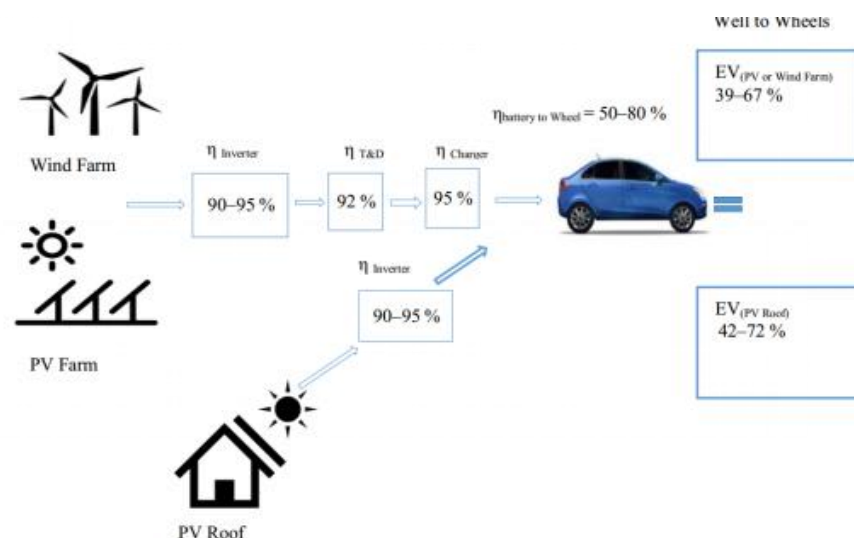 Well to Wheels
EV(PV or Wind Farm)
39–67 %
ηbattery to Wheel = 50–80 %
Wind Farm
η Inverter
η T&D
η Charger
90–95 %
92 %
95 %
η Inverter
90–95 %
PV Farm
EV(PV Roof)
42–72 %
PV Roof